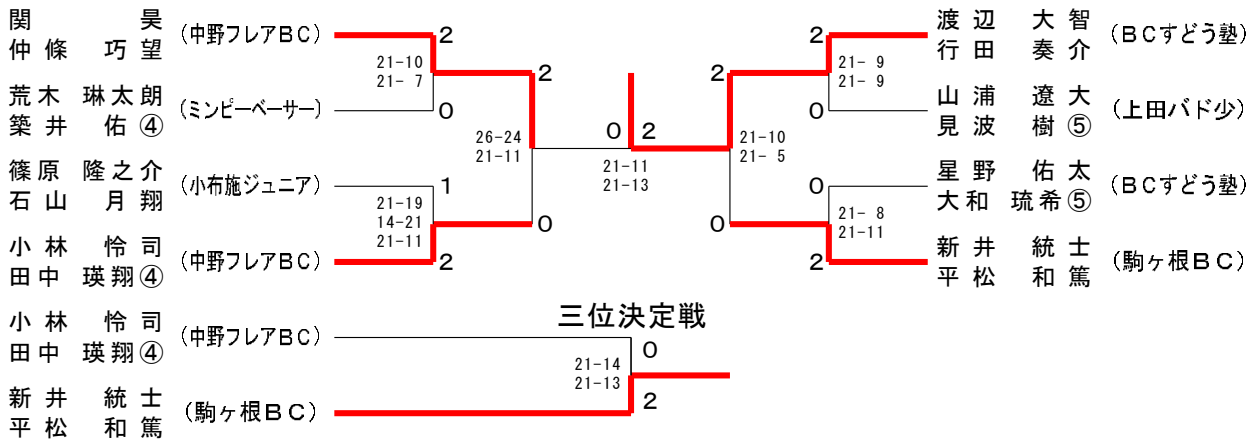 関 昊
仲條 巧望
(中野フレアBC)
2
21-10
21- 7
荒木 琳太朗
築井 佑④
(ミンピーベーサー)
0
2
26-24
21-11
篠原 隆之介
石山 月翔
(小布施ジュニア)
1
21-19
14-21
21-11
小林 怜司
田中 瑛翔④
(中野フレアBC)
2
0
0 2
21-11
21-13
渡辺 大智
行田 奏介
(BCすどう塾)
2
21- 9
21- 9
山浦 遼大
見波 樹⑤
(上田バド少)
0
2
21-10
21- 5
星野 佑太
大和 琉希⑤
(BCすどう塾)
0
21- 8
21-11
新井 統士
平松 和篤
(駒ヶ根BC)
2
0
三位決定戦
小林 怜司
田中 瑛翔④
(中野フレアBC)
0
21-14
21-13
新井 統士
平松 和篤
(駒ヶ根BC)
2